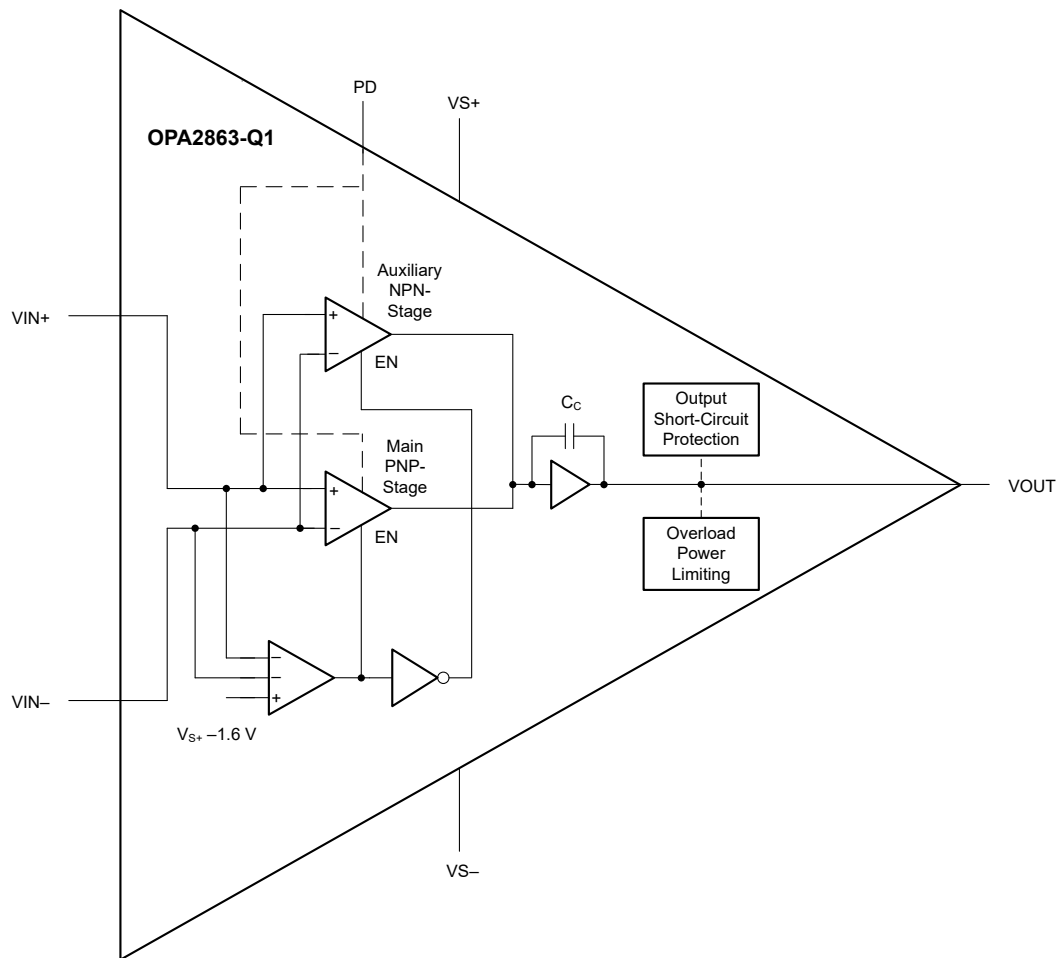 PD
VS+
OPA2863-Q1
Auxiliary
NPN-
Stage
VIN+
+
−
EN
Output
Short-Circuit
Protection
CC
Main
PNP-
Stage
+
−
EN
VOUT
Overload
Power
Limiting
−
−
+
VIN–
VS+ –1.6 V
VS–